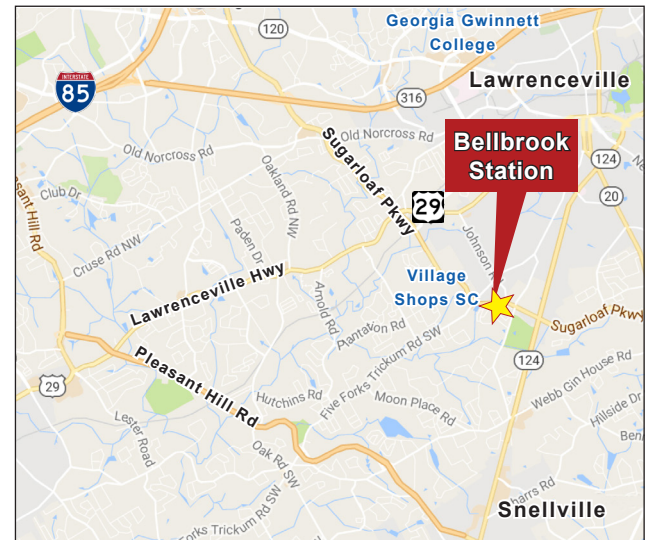 Georgia Gwinnett
College
120
INTERSTATE
85
Lawrenceville
316
Old Norcross Rd
Bellbrook
Station
Sugarloaf Pkwy
Old Norcross Rd
124
Oakland Rd NW
20
Club Dr
29
Pleasant Hill Rd
Paden Dr
Johnson Rd
Cruse Rd NW
Village
Shops SC
Lawrenceville Hwy
Arnold Rd
Plantation Rd
Sugarloaf Pkwy
Five Forks Trickum Rd SW
124
Pleasant Hill Rd
29
Webb Gin House Rd
Hutchins Rd
Moon Place Rd
Hillside Dr
Lester Road
Oak Rd SW
Snellville
orks Trickum Rd SW